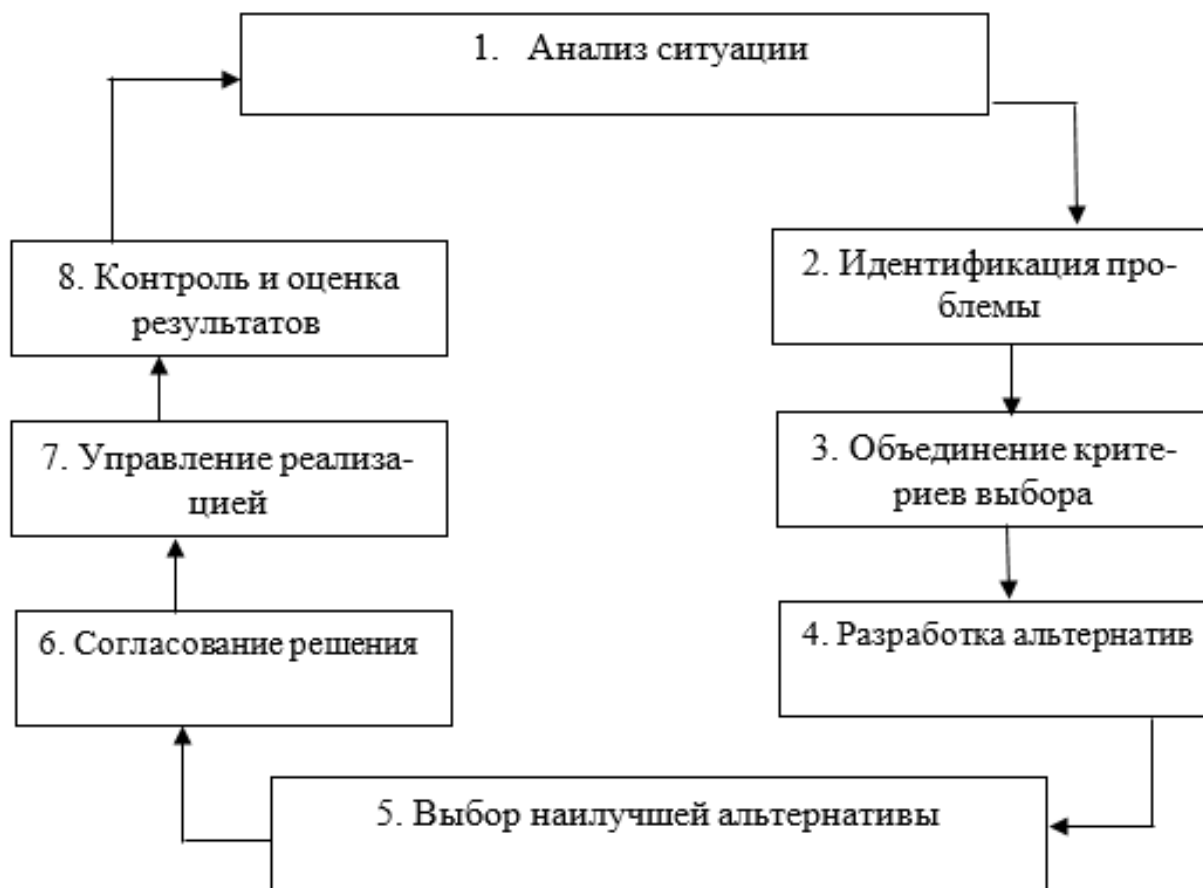 1. Анализ ситуации
2. Идентификация про-
блемы
3. Объединение крите-
риев выбора
4. Разработка альтернатив
5. Выбор наилучшей альтернативы
6. Согласование решения
7. Управление реализа-
цией
8. Контроль и оценка
результатов